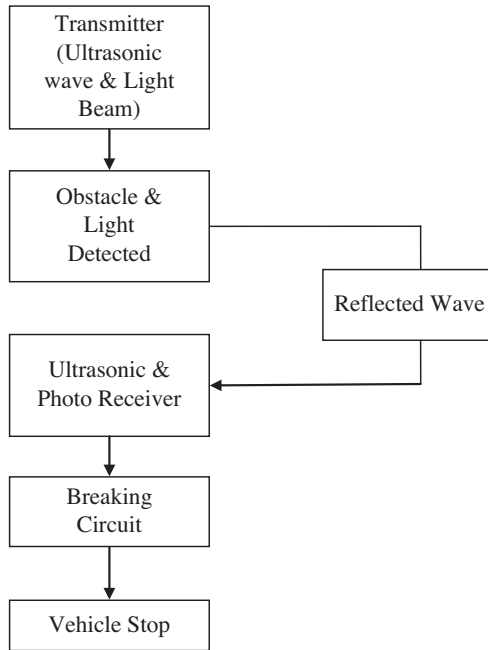 Transmitter
(Ultrasonic
wave & Light
Beam)
Obstacle &
Light
Detected
Reflected Wave
Ultrasonic &
Photo Receiver
Breaking
Circuit
Vehicle Stop